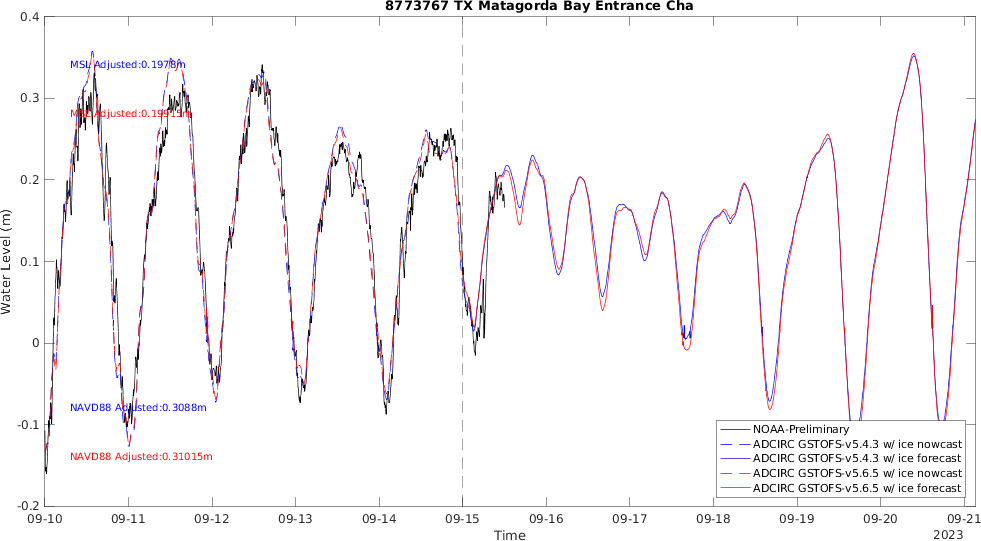 8773767 TX Matagorda Bay Entrance Cha
Water Level (m)
0.4
0.3
0.2
0.1
0
-0.1
-0.2
MSL Adjusted:0.1978m
MSL Adjusted:0.19915m
NAVD88 Adjusted:0.3088m
NAVD88 Adjusted:0.31015m
NOAA-Preliminary
ADCIRC GSTOFS-v5.4.3 w/ ice nowcast
ADCIRC GSTOFS-v5.4.3 w/ ice forecast
ADCIRC GSTOFS-v5.6.5 w/ ice nowcast
ADCIRC GSTOFS-v5.6.5 w/ ice forecast
09-10 09-11 09-12 09-13 09-14 09-15 09-16 09-17 09-18 09-19 09-20 09-21
Time
2023